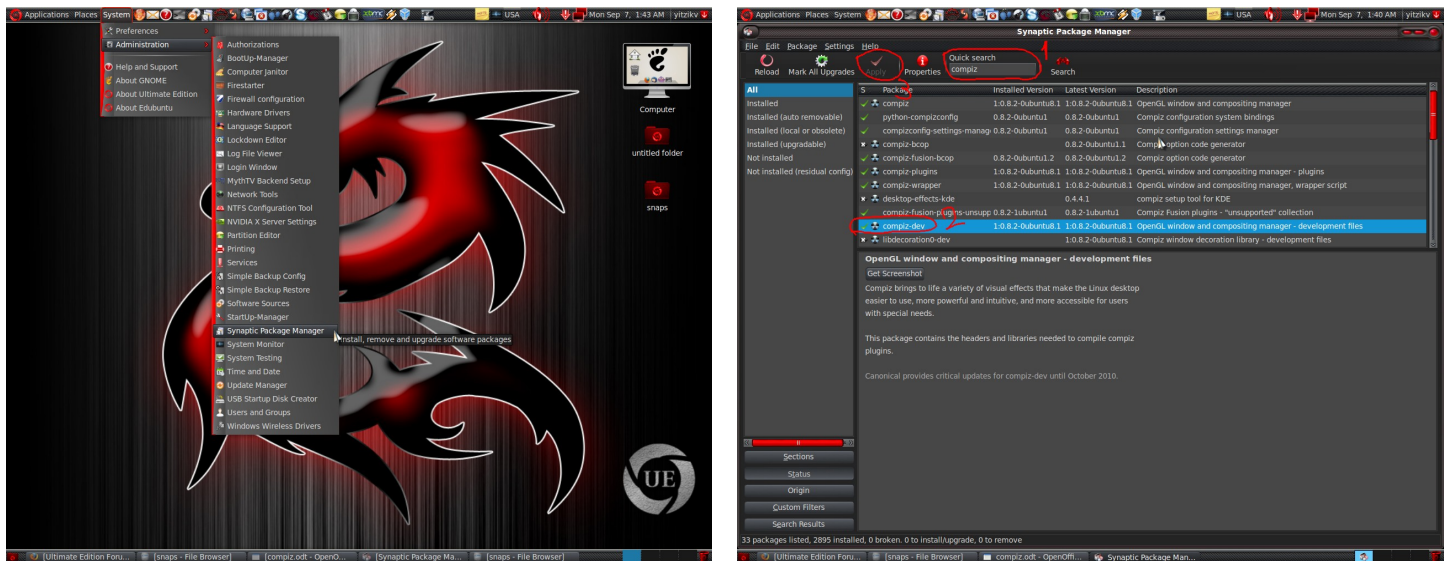 Applications Places System USA Mon Sep 7, 1:43 AM yitzikv
Preferences
Administration
Help and Support
About GNOME
About Ultimate Edition
About Edubuntu
Authorizations
BootUp-Manager
Computer Janitor
Firestarter
Firewall configuration
Hardware Drivers
Language Support
Lockdown Editor
Log File Viewer
Login Window
MythTV Backend Setup
Network Tools
NTFS Configuration Tool
NVIDIA X Server Settings
Partition Editor
Printing
Services
Simple Backup Config
Simple Backup Restore
Software Sources
StartUp-Manager
Synaptic Package Manager
Install, remove and upgrade software packages
System Monitor
System Testing
Time and Date
Update Manager
USB Startup Disk Creator
Users and Groups
Windows Wireless Drivers
Computer
untitled folder
snaps
UE
[Ultimate Edition Foru... [snaps - File Browser] [compiz.odt - OpenO... [Synaptic Package Ma... [snaps - File Browser]
Applications Places System USA Mon Sep 7, 1:40 AM yitzikv
Synaptic Package Manager
File Edit Package Settings Help
1
Quick search
compiz
Reload Mark All Upgrades Apply Properties Search
3
All
Installed
Installed (auto removable)
Installed (local or obsolete)
Installed (upgradable)
Not installed
Not installed (residual config)
S Package Installed Version Latest Version Description
compiz 1:0.8.2-0ubuntu8.1 1:0.8.2-0ubuntu8.1 OpenGL window and compositing manager
python-compizconfig 0.8.2-0ubuntu1 0.8.2-0ubuntu1 Compiz configuration system bindings
compizconfig-settings-manag 0.8.2-0ubuntu1 0.8.2-0ubuntu1 Compiz configuration settings manager
compiz-bcop 0.8.2-0ubuntu1.1 Compiz option code generator
compiz-fusion-bcop 0.8.2-0ubuntu1.2 0.8.2-0ubuntu1.2 Compiz option code generator
compiz-plugins 1:0.8.2-0ubuntu8.1 1:0.8.2-0ubuntu8.1 OpenGL window and compositing manager - plugins
compiz-wrapper 1:0.8.2-0ubuntu8.1 1:0.8.2-0ubuntu8.1 OpenGL window and compositing manager, wrapper script
desktop-effects-kde 0.4.4.1 compiz setup tool for KDE
compiz-fusion-plugins-unsupp 0.8.2-1ubuntu1 0.8.2-1ubuntu1 Compiz Fusion plugins - "unsupported" collection
compiz-dev 2 1:0.8.2-0ubuntu8.1 1:0.8.2-0ubuntu8.1 OpenGL window and compositing manager - development files
libdecoration0-dev 1:0.8.2-0ubuntu8.1 Compiz window decoration library - development files
OpenGL window and compositing manager - development files
Get Screenshot
Compiz brings to life a variety of visual effects that make the Linux desktop
easier to use, more powerful and intuitive, and more accessible for users
with special needs.
This package contains the headers and libraries needed to compile compiz
plugins.
Canonical provides critical updates for compiz-dev until October 2010.
Sections
Status
Origin
Custom Filters
Search Results
33 packages listed, 2895 installed, 0 broken. 0 to install/upgrade, 0 to remove
[Ultimate Edition Foru... [snaps - File Browser] compiz.odt - OpenOffi... Synaptic Package Man...